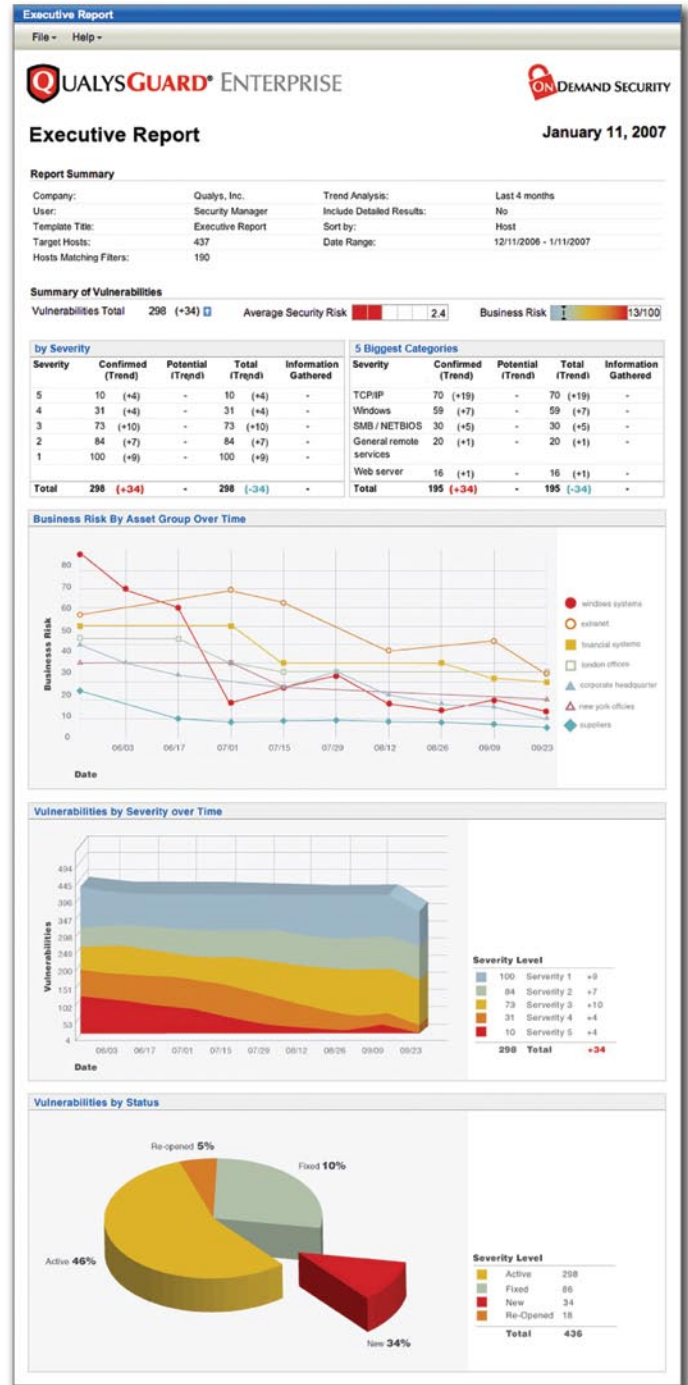 Executive Report
File Help
QUALYSGUARD® ENTERPRISE
ON DEMAND SECURITY
Executive Report
January 11, 2007
Report Summary
Company: Qualys, Inc. Trend Analysis: Last 4 months
User: Security Manager Include Detailed Results: No
Template Title: Executive Report Sort by: Host
Target Hosts: 437 Date Range: 12/11/2006 - 1/11/2007
Hosts Matching Filters: 190
Summary of Vulnerabilities
Vulnerabilities Total 298 (+34) Average Security Risk 2.4 Business Risk 13/100
by Severity
Severity Confirmed (Trend) Potential (Trend) Total (Trend) Information Gathered
5 10 (+4) - 10 (+4) -
4 31 (+4) - 31 (+4) -
3 73 (+10) - 73 (+10) -
2 84 (+7) - 84 (+7) -
1 100 (+9) - 100 (+9) -
Total 298 (+34) - 298 (-34) -
5 Biggest Categories
Severity Confirmed (Trend) Potential (Trend) Total (Trend) Information Gathered
TCP/IP 70 (+19) - 70 (+19) -
Windows 59 (+7) - 59 (+7) -
SMB / NETBIOS 30 (+5) - 30 (+5) -
General remote services 20 (+1) - 20 (+1) -
Web server 16 (+1) - 16 (+1) -
Total 195 (+34) - 195 (-34) -
Business Risk By Asset Group Over Time
Businesss Risk
80
70
60
50
40
30
20
10
0
06/03 06/17 07/01 07/15 07/29 08/12 08/26 09/09 09/23
Date
windows systems
extranet
financial systems
london offices
corporate headquarter
new york officies
suppliers
Vulnerabilities by Severity over Time
Vulnerabilities
494
445
396
347
298
249
200
151
102
53
4
06/03 06/17 07/01 07/15 07/29 08/12 08/26 09/09 09/23
Date
Severity Level
100 Serverity 1 +9
84 Serverity 2 +7
73 Serverity 3 +10
31 Serverity 4 +4
10 Serverity 5 +4
298 Total +34
Vulnerabilities by Status
Re-opened 5%
Fixed 10%
Active 46%
New 34%
Severity Level
Active 298
Fixed 86
New 34
Re-Opened 18
Total 436